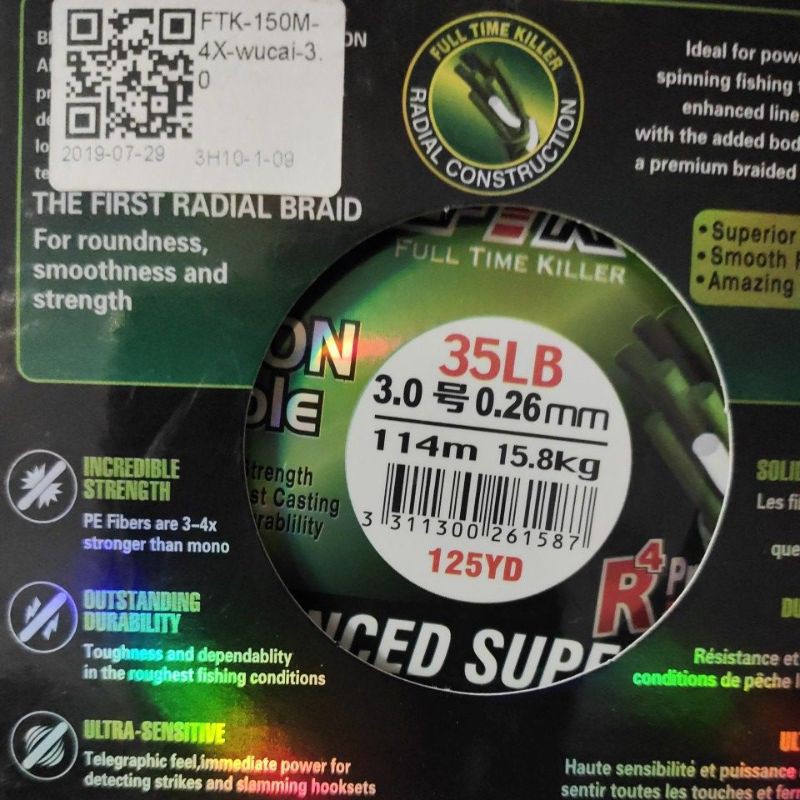 FTK-150M-
4X-wucai-3.
0
2019-07-29 3H10-1-09
THE FIRST RADIAL BRAID
For roundness,
smoothness and
strength
FULL TIME KILLER
RADIAL CONSTRUCTION
Ideal for
spinning fishing
enhanced line
with the added
a premium braided
•Superior
•Smooth
•Amazing
FULL TIME KILLER
35LB
3.0 号 0.26mm
114m 15.8Kg
3 311300 261587
125YD
R4
SUPE
st Casting
INCREDIBLE
STRENGTH
PE Fibers are 3–4x
stronger than mono
OUTSTANDING
DURABILITY
Toughness and dependablity
in the roughest fishing conditions
ULTRA-SENSITIVE
Telegraphic feel,immediate power for
detecting strikes and slamming hooksets
Les
que
Résistance et
conditions de pêche
Haute sensibilité et puissance
sentir toutes les touches et